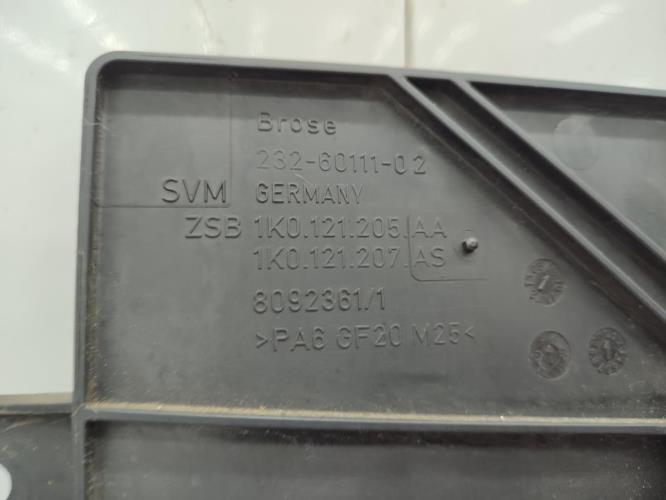 Brose
232-60111-02
SVM GERMANY
ZSB 1K0.121.205.AA
1K0.121.207.AS
8092361/1
>PA6 GF20 M25<